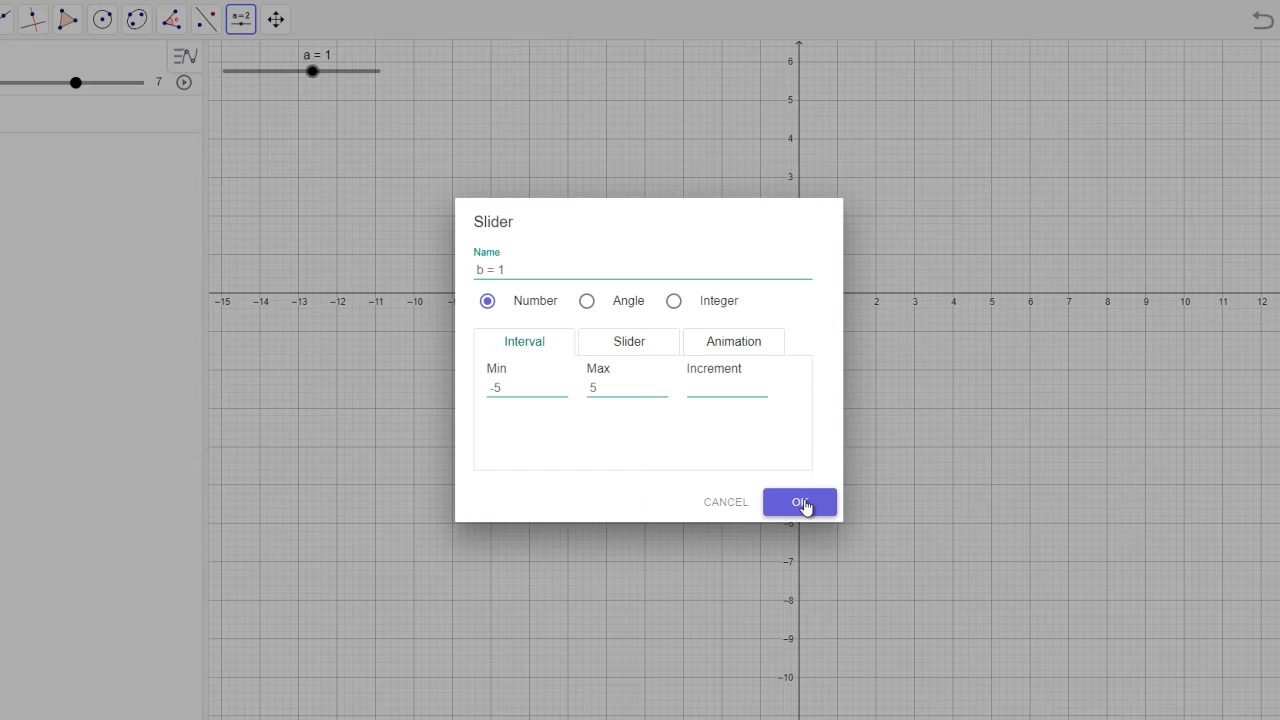 a=2
a = 1
7
6
5
4
3
-15 -14 -13 -12 -11 -10
2 3 4 5 6 7 8 9 10 11 12
Slider
Name
b = 1
Number Angle Integer
Interval Slider Animation
Min Max Increment
-5 5
CANCEL OK
-6
-7
-8
-9
-10